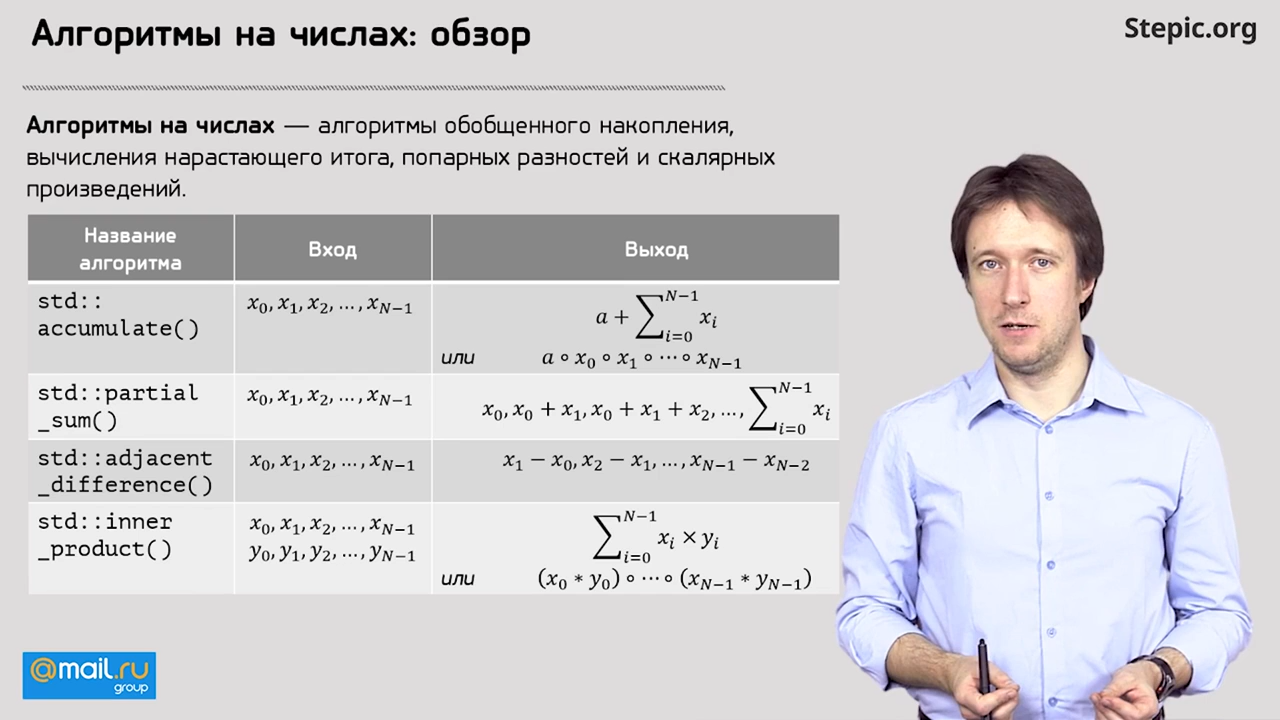 Алгоритмы на числах: обзор
Stepic.org
Алгоритмы на числах — алгоритмы обобщенного накопления,
вычисления нарастающего итога, попарных разностей и скалярных
произведений.
Название
алгоритма
Вход
Выход
std::
accumulate()
x₀, x₁, x₂, …, x_{N−1}
a + ∑_{i=0}^{N−1} x_i
или a ∘ x₀ ∘ x₁ ∘ ⋯ ∘ x_{N−1}
std::partial
_sum()
x₀, x₁, x₂, …, x_{N−1}
x₀, x₀ + x₁, x₀ + x₁ + x₂, …, ∑_{i=0}^{N−1} x_i
std::adjacent
_difference()
x₀, x₁, x₂, …, x_{N−1}
x₁ − x₀, x₂ − x₁, …, x_{N−1} − x_{N−2}
std::inner
_product()
x₀, x₁, x₂, …, x_{N−1}
y₀, y₁, y₂, …, y_{N−1}
∑_{i=0}^{N−1} x_i × y_i
или (x₀ * y₀) ∘ ⋯ ∘ (x_{N−1} * y_{N−1})
@mail.ru
group